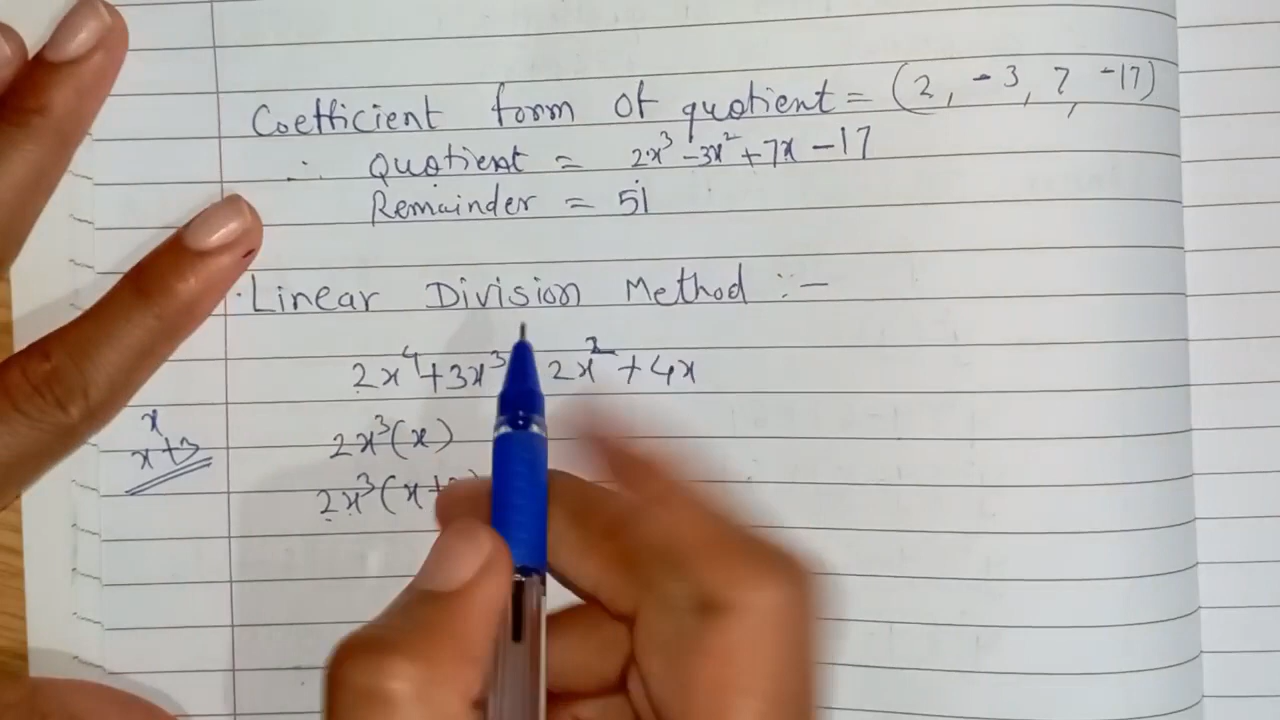 Coefficient form of quotient = (2, -3, 7, -17)
∴ Quotient = 2x³ - 3x² + 7x - 17
Remainder = 51
Linear Division Method :-
2x⁴ + 3x³ 2x² + 4x
x
2x³(x)
x+3
2x³(x+